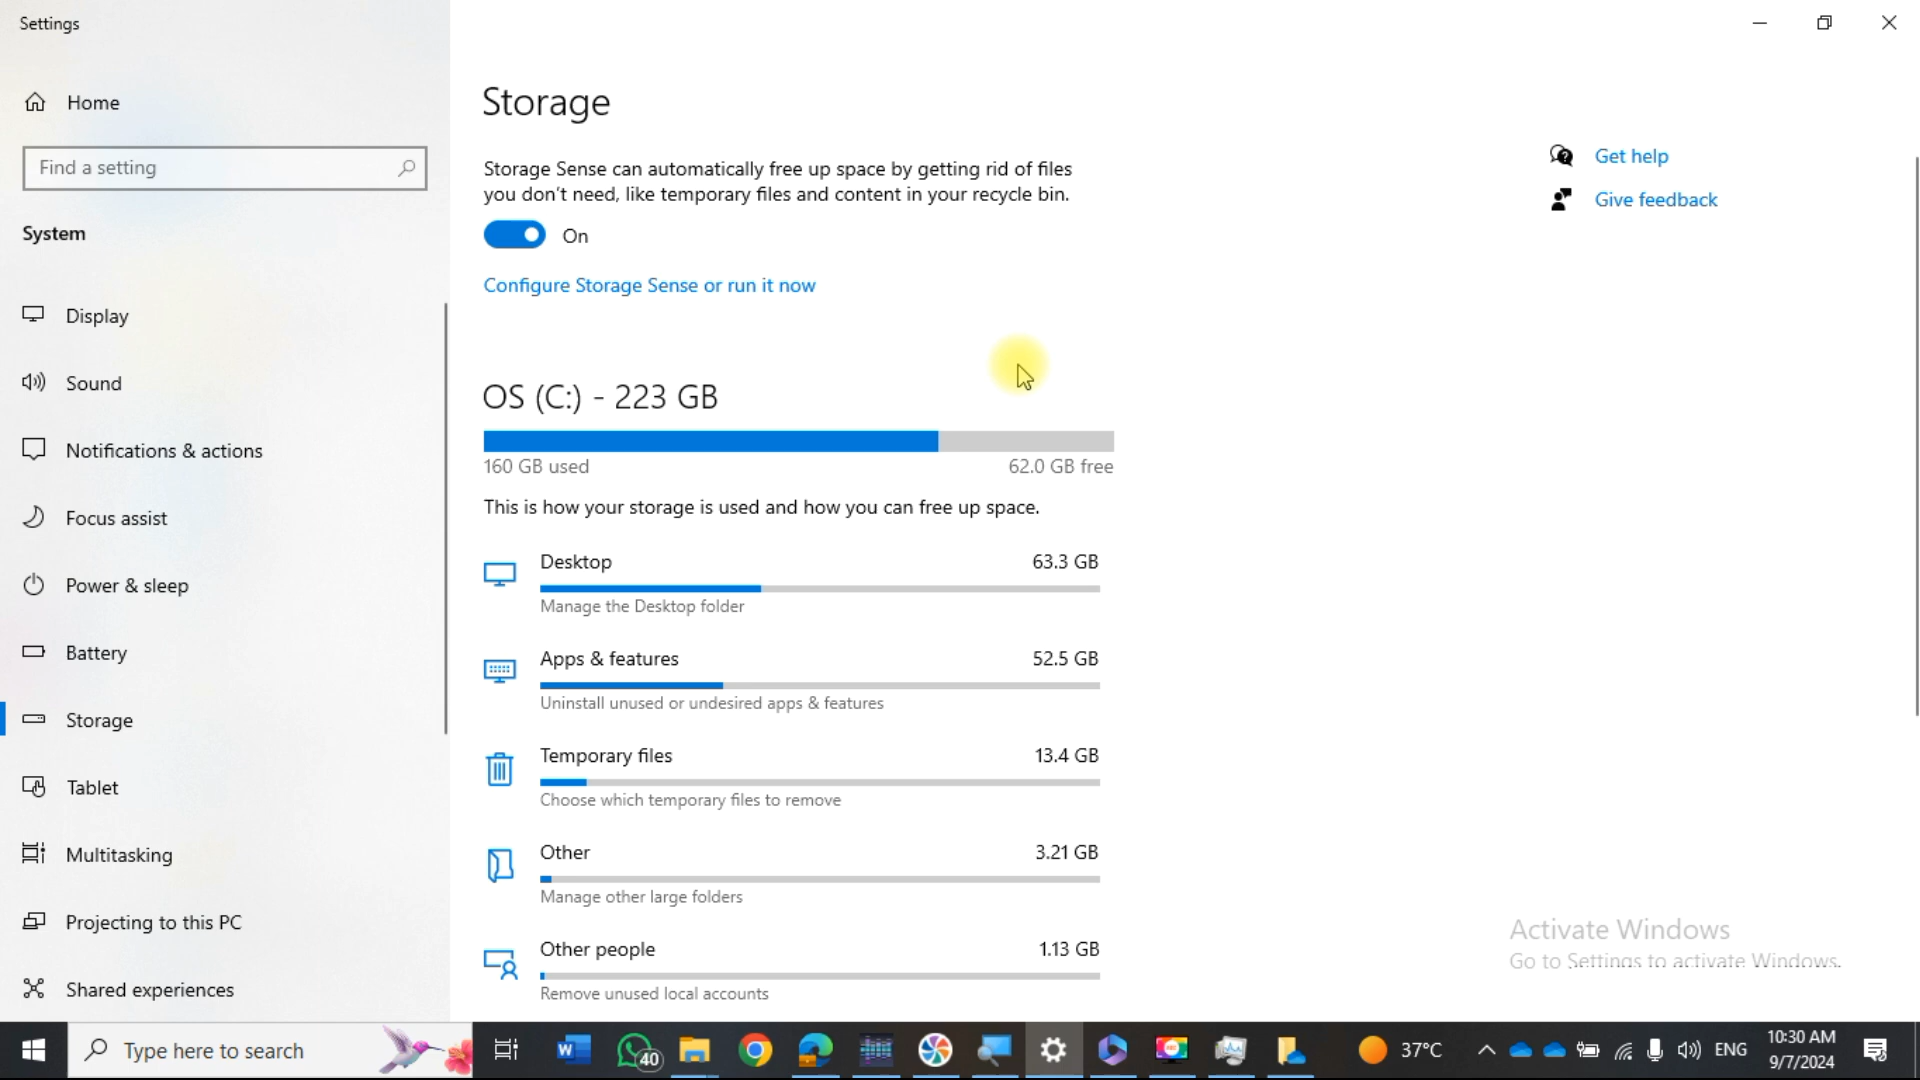 Settings
Home
Find a setting
System
Display
Sound
Notifications & actions
Focus assist
Power & sleep
Battery
Storage
Tablet
Multitasking
Projecting to this PC
Shared experiences
Storage
Storage Sense can automatically free up space by getting rid of files
you don't need, like temporary files and content in your recycle bin.
On
Configure Storage Sense or run it now
OS (C:) - 223 GB
160 GB used 62.0 GB free
This is how your storage is used and how you can free up space.
Desktop 63.3 GB
Manage the Desktop folder
Apps & features 52.5 GB
Uninstall unused or undesired apps & features
Temporary files 13.4 GB
Choose which temporary files to remove
Other 3.21 GB
Manage other large folders
Other people 1.13 GB
Remove unused local accounts
Get help
Give feedback
Activate Windows
Go to Settings to activate Windows.
Type here to search
40
37°C
ENG
10:30 AM
9/7/2024